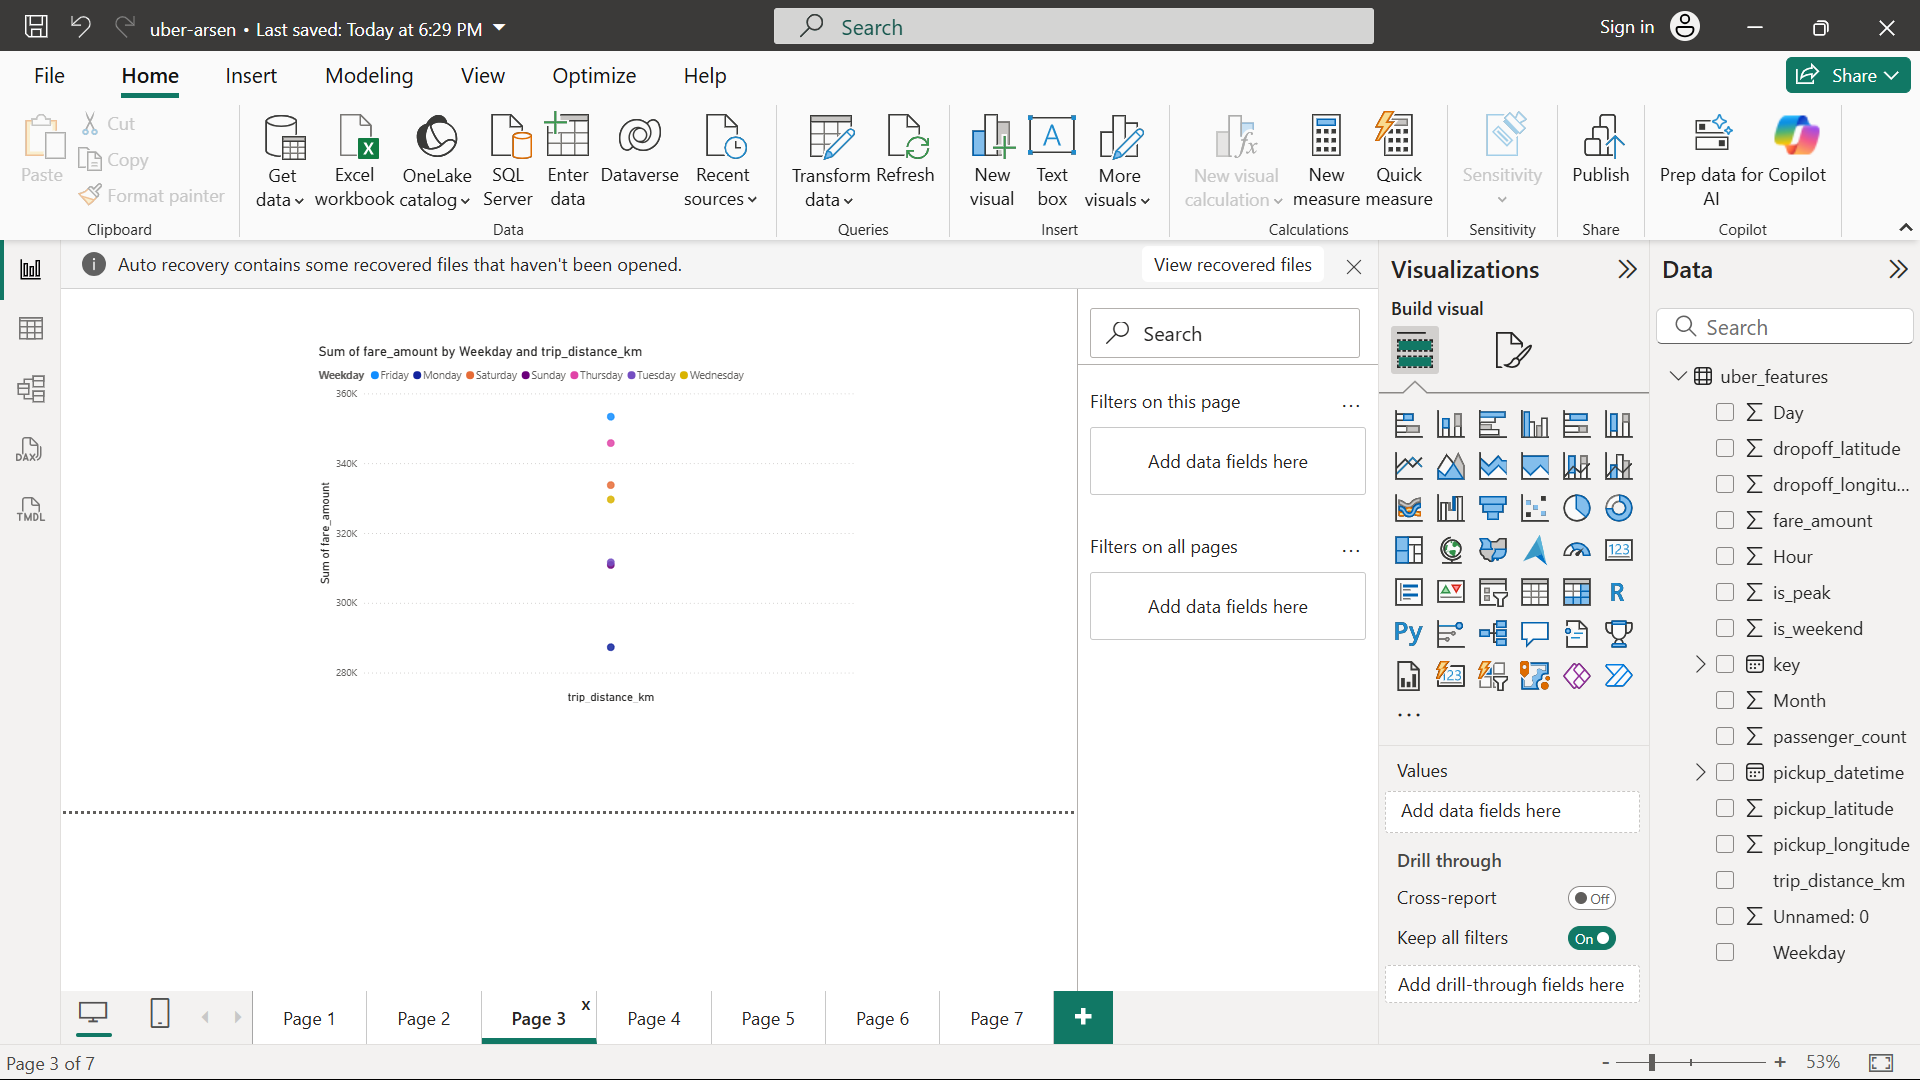 uber-arsen • Last saved: Today at 6:29 PM
Search
Sign in
File Home Insert Modeling View Optimize Help
Share
Paste
Cut
Copy
Format painter
Clipboard
Get data
Excel workbook
OneLake catalog
SQL Server
Enter data
Dataverse
Recent sources
Data
Transform data
Refresh
Queries
New visual
Text box
More visuals
Insert
New visual calculation
New measure
Quick measure
Calculations
Sensitivity
Sensitivity
Publish
Share
Prep data for AI
Copilot
Copilot
Auto recovery contains some recovered files that haven't been opened.
View recovered files
DAX
TMDL
Sum of fare_amount by Weekday and trip_distance_km
Weekday Friday Monday Saturday Sunday Thursday Tuesday Wednesday
360K
340K
320K
300K
280K
Sum of fare_amount
trip_distance_km
Search
Filters on this page ...
Add data fields here
Filters on all pages ...
Add data fields here
Visualizations
Build visual
123
R
Py
123
...
Values
Add data fields here
Drill through
Cross-report Off
Keep all filters On
Add drill-through fields here
Data
Search
uber_features
Day
dropoff_latitude
dropoff_longitu...
fare_amount
Hour
is_peak
is_weekend
key
Month
passenger_count
pickup_datetime
pickup_latitude
pickup_longitude
trip_distance_km
Unnamed: 0
Weekday
Page 1 Page 2 Page 3 x Page 4 Page 5 Page 6 Page 7 +
Page 3 of 7
- + 53%